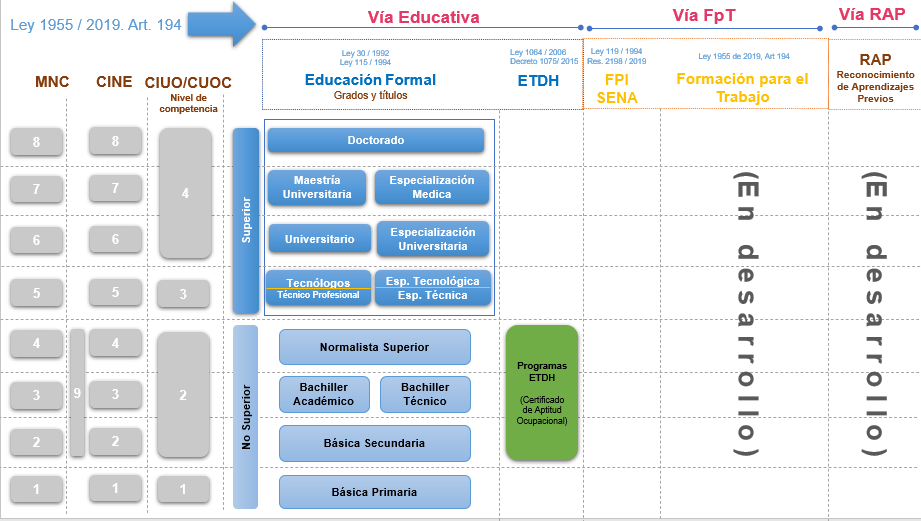 Ley 1955 / 2019. Art. 194
Vía Educativa
Vía FpT
Vía RAP
Ley 30 / 1992
Ley 115 / 1994
Educación Formal
Grados y títulos
Ley 1064 / 2006
Decreto 1075/ 2015
ETDH
Ley 119 / 1994
Res. 2198 / 2019
FPI
SENA
Ley 1955 de 2019, Art 194
Formación para el
Trabajo
RAP
Reconocimiento
de Aprendizajes
Previos
MNC
CINE
CIUO/CUOC
Nivel de
competencia
8
8
7
7
6
6
5
5
4
4
3
3
2
2
1
1
9
4
3
2
1
Superior
No Superior
Doctorado
Maestría
Universitaria
Especialización
Medica
Universitario
Especialización
Universitaria
Tecnólogos
Técnico Profesional
Esp. Tecnológica
Esp. Técnica
Normalista Superior
Bachiller
Académico
Bachiller
Técnico
Básica Secundaria
Básica Primaria
Programas
ETDH
(Certificado
de Aptitud
Ocupacional)
(En desarrollo)
(En desarrollo)